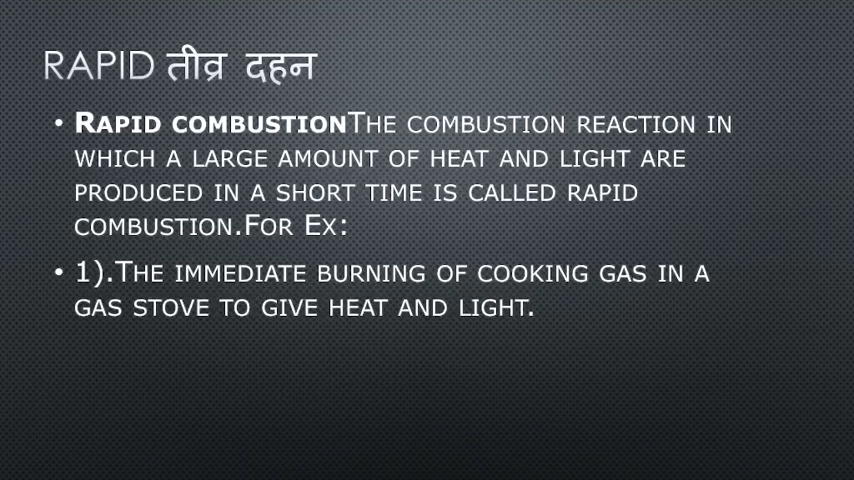 RAPID तीव्र दहन
• RAPID COMBUSTIONTHE COMBUSTION REACTION IN
WHICH A LARGE AMOUNT OF HEAT AND LIGHT ARE
PRODUCED IN A SHORT TIME IS CALLED RAPID
COMBUSTION.FOR EX:
• 1).THE IMMEDIATE BURNING OF COOKING GAS IN A
GAS STOVE TO GIVE HEAT AND LIGHT.